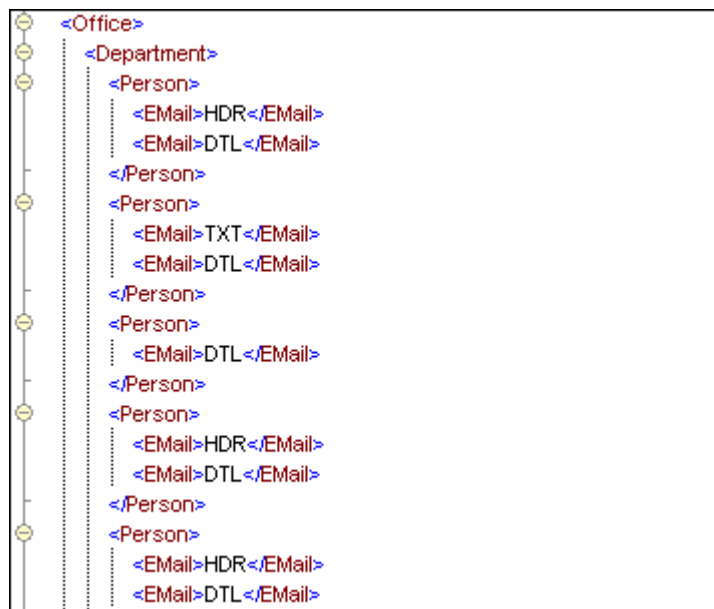 <Office>
<Department>
<Person>
<EMail>HDR</EMail>
<EMail>DTL</EMail>
</Person>
<Person>
<EMail>TXT</EMail>
<EMail>DTL</EMail>
</Person>
<Person>
<EMail>DTL</EMail>
</Person>
<Person>
<EMail>HDR</EMail>
<EMail>DTL</EMail>
</Person>
<Person>
<EMail>HDR</EMail>
<EMail>DTL</EMail>